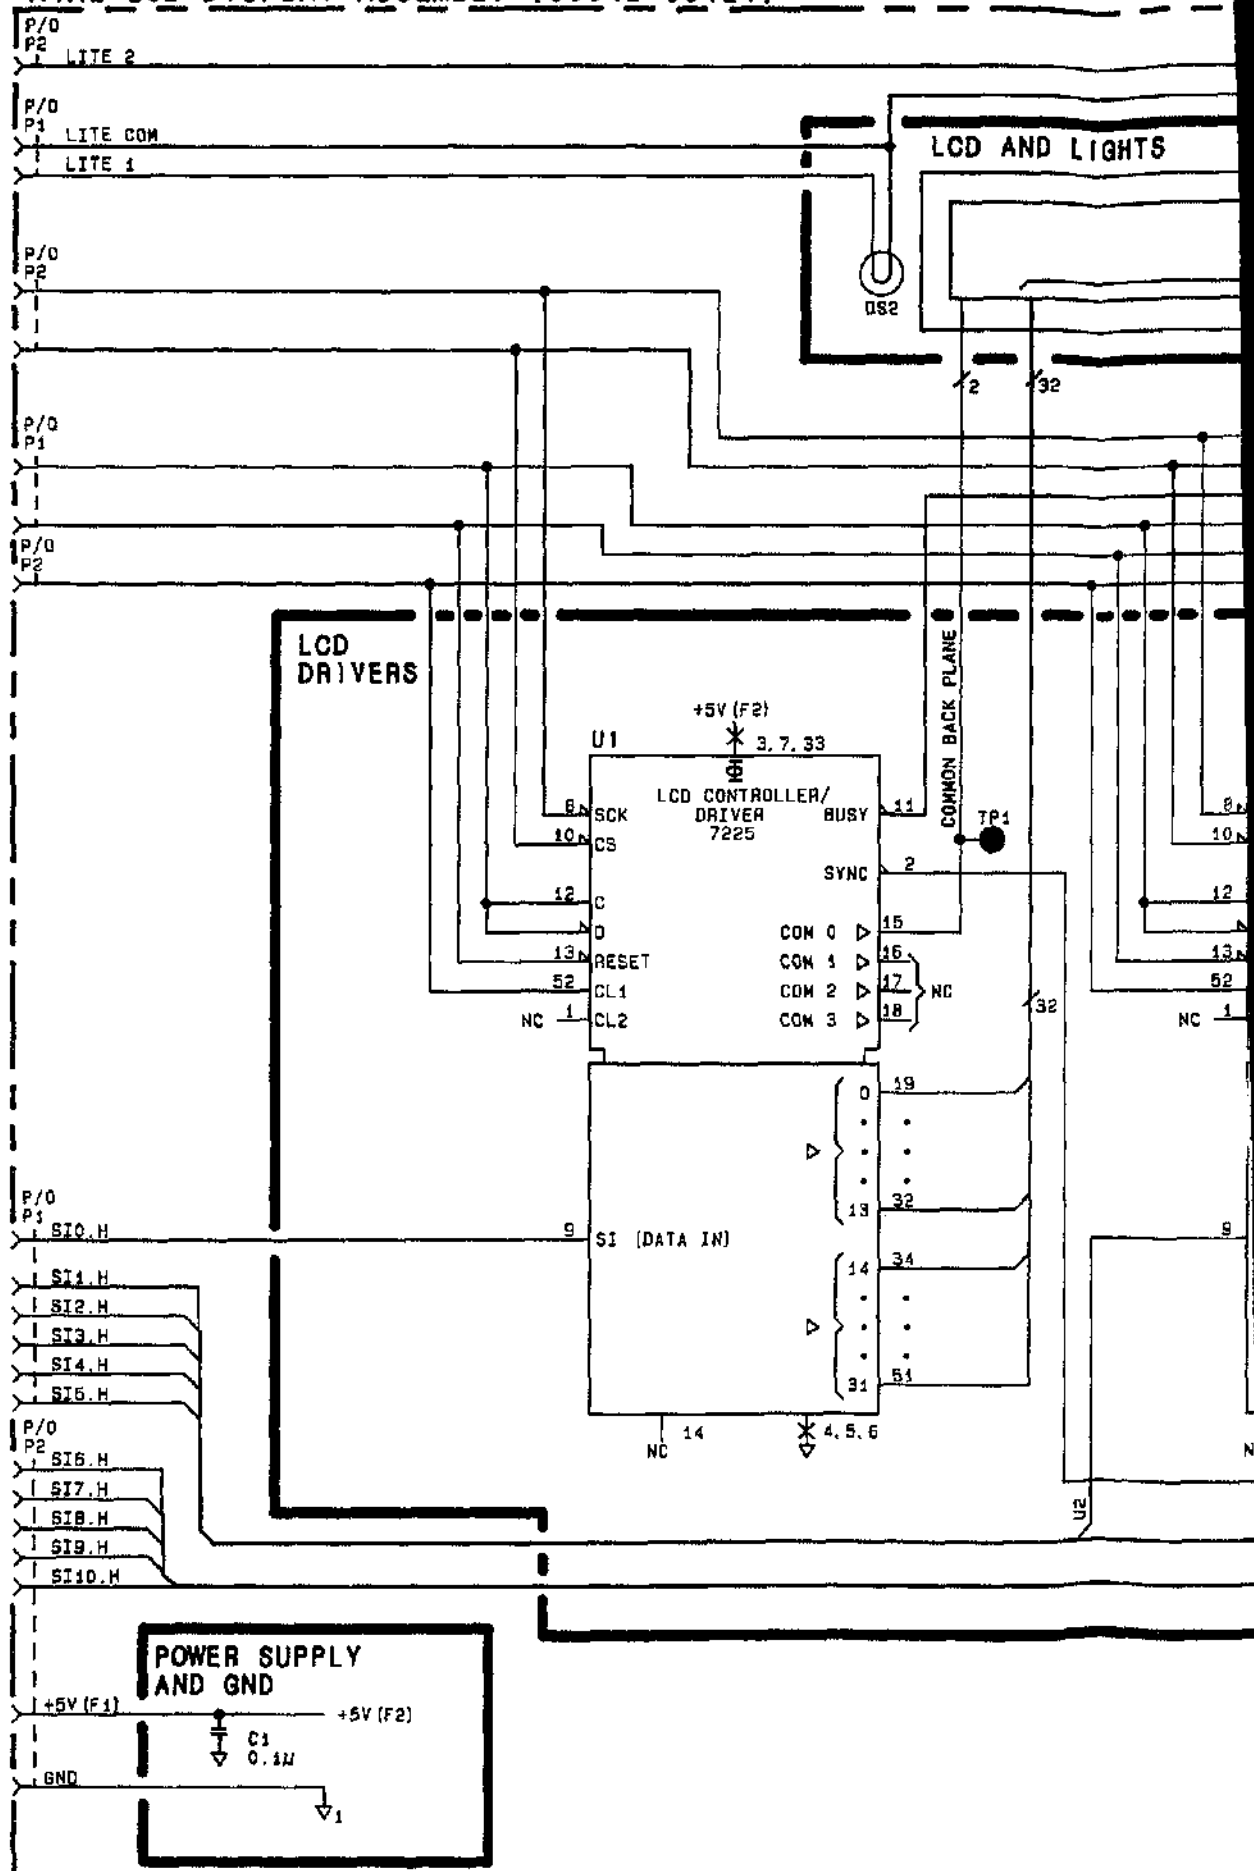 P/O
P2
LITE 2
P/O
P1
LITE COM
LITE 1
LCD AND LIGHTS
P/O
P2
DS2
2
32
P/O
P1
P/O
P2
LCD
DRIVERS
COMMON BACK PLANE
+5V (F2)
U1
3,7,33
LCD CONTROLLER/
DRIVER
7225
8
SCK
BUSY
11
TP1
8
10
CS
10
SYNC
2
12
C
12
D
COM 0
15
13
RESET
COM 1
16
13
52
CL1
COM 2
17
NC
52
NC
1
CL2
COM 3
18
32
NC
1
0
19
13
32
P/O
P1
SI0.H
9
SI (DATA IN)
9
14
34
SI1.H
SI2.H
SI3.H
SI4.H
SI5.H
31
51
P/O
P2
NC
14
4,5,6
N
SI6.H
SI7.H
SI8.H
U2
SI9.H
SI10.H
POWER SUPPLY
AND GND
+5V (F1)
+5V (F2)
C1
0.1U
GND
1